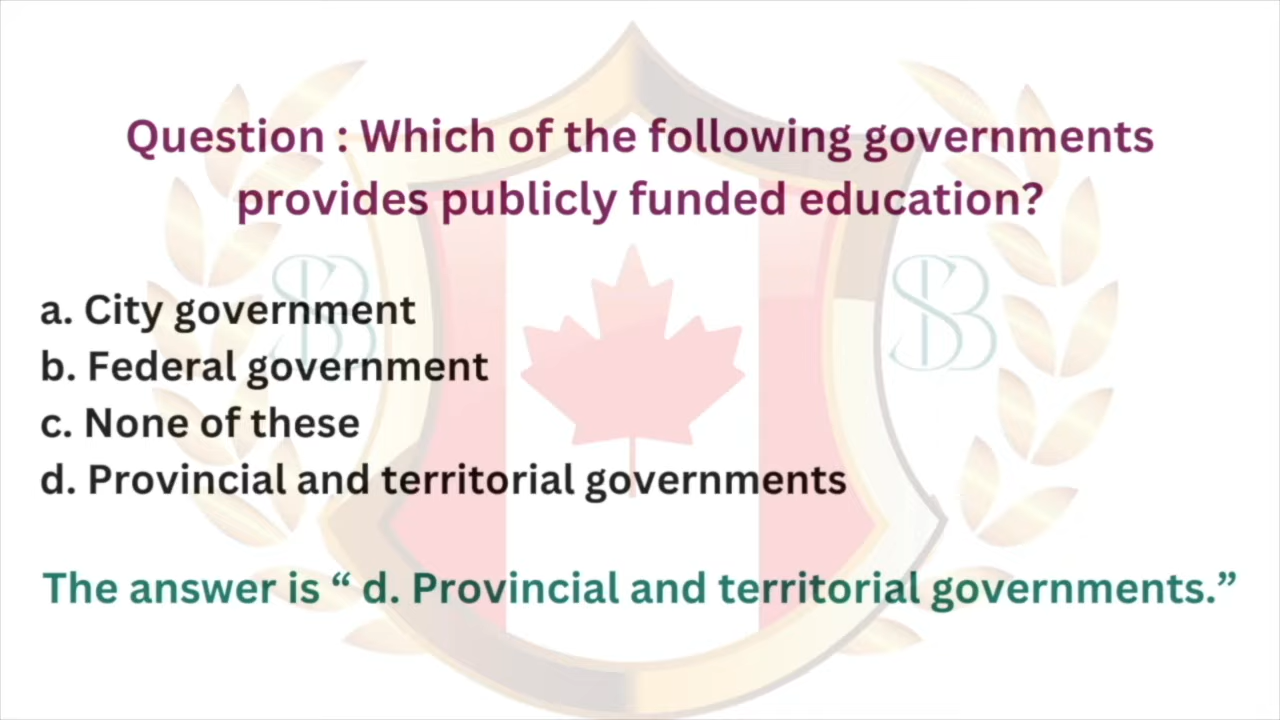 Question : Which of the following governments
provides publicly funded education?
a. City government
b. Federal government
c. None of these
d. Provincial and territorial governments
The answer is “ d. Provincial and territorial governments.”